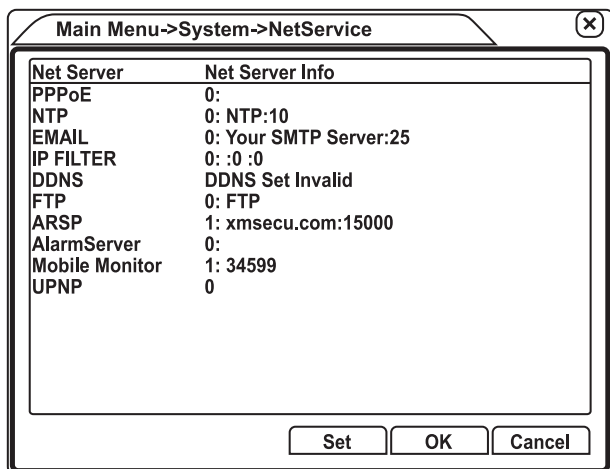 Main Menu->System->NetService
Net Server Net Server Info
PPPoE 0:
NTP 0: NTP:10
EMAIL 0: Your SMTP Server:25
IP FILTER 0: :0 :0
DDNS DDNS Set Invalid
FTP 0: FTP
ARSP 1: xmsecu.com:15000
AlarmServer 0:
Mobile Monitor 1: 34599
UPNP 0
Set OK Cancel